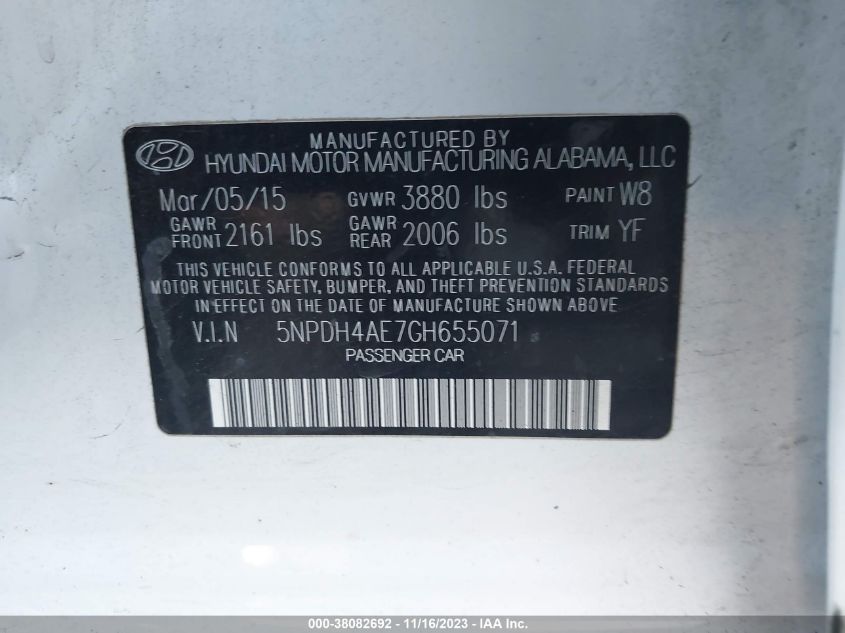 MANUFACTURED BY
HYUNDAI MOTOR MANUFACTURING ALABAMA, LLC
Mar/05/15 GVWR 3880 lbs PAINT W8
GAWR FRONT 2161 lbs GAWR REAR 2006 lbs TRIM YF
THIS VEHICLE CONFORMS TO ALL APPLICABLE U.S.A. FEDERAL
MOTOR VEHICLE SAFETY, BUMPER, AND THEFT PREVENTION STANDARDS
IN EFFECT ON THE DATE OF MANUFACTURE SHOWN ABOVE
V.I.N 5NPDH4AE7GH655071
PASSENGER CAR
000-38082692 - 11/16/2023 - IAA Inc.